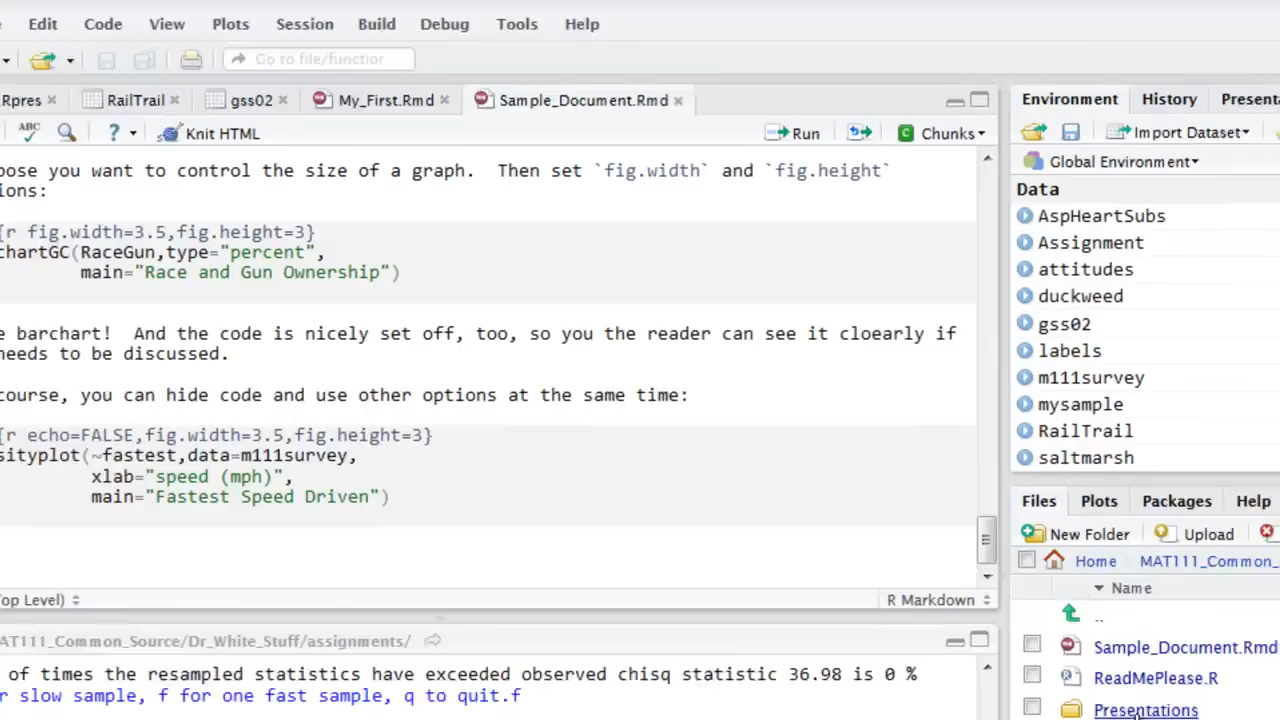 Edit Code View Plots Session Build Debug Tools Help
Go to file/function
Rpres RailTrail gss02 My_First.Rmd Sample_Document.Rmd
ABC ? Knit HTML Run Chunks
ose you want to control the size of a graph. Then set `fig.width` and `fig.height`
ions:
{r fig.width=3.5,fig.height=3}
chartGC(RaceGun,type="percent",
main="Race and Gun Ownership")
e barchart! And the code is nicely set off, too, so you the reader can see it cloearly if
needs to be discussed.
course, you can hide code and use other options at the same time:
{r echo=FALSE,fig.width=3.5,fig.height=3}
sityplot(~fastest,data=m111survey,
xlab="speed (mph)",
main="Fastest Speed Driven")
op Level) R Markdown
AT111_Common_Source/Dr_White_Stuff/assignments/
of times the resampled statistics have exceeded observed chisq statistic 36.98 is 0 %
r slow sample, f for one fast sample, q to quit.f
Environment History Presenta
Import Dataset
Global Environment
Data
AspHeartSubs
Assignment
attitudes
duckweed
gss02
labels
m111survey
mysample
RailTrail
saltmarsh
Files Plots Packages Help
New Folder Upload
Home MAT111_Common_
Name
..
Sample_Document.Rmd
ReadMePlease.R
Presentations